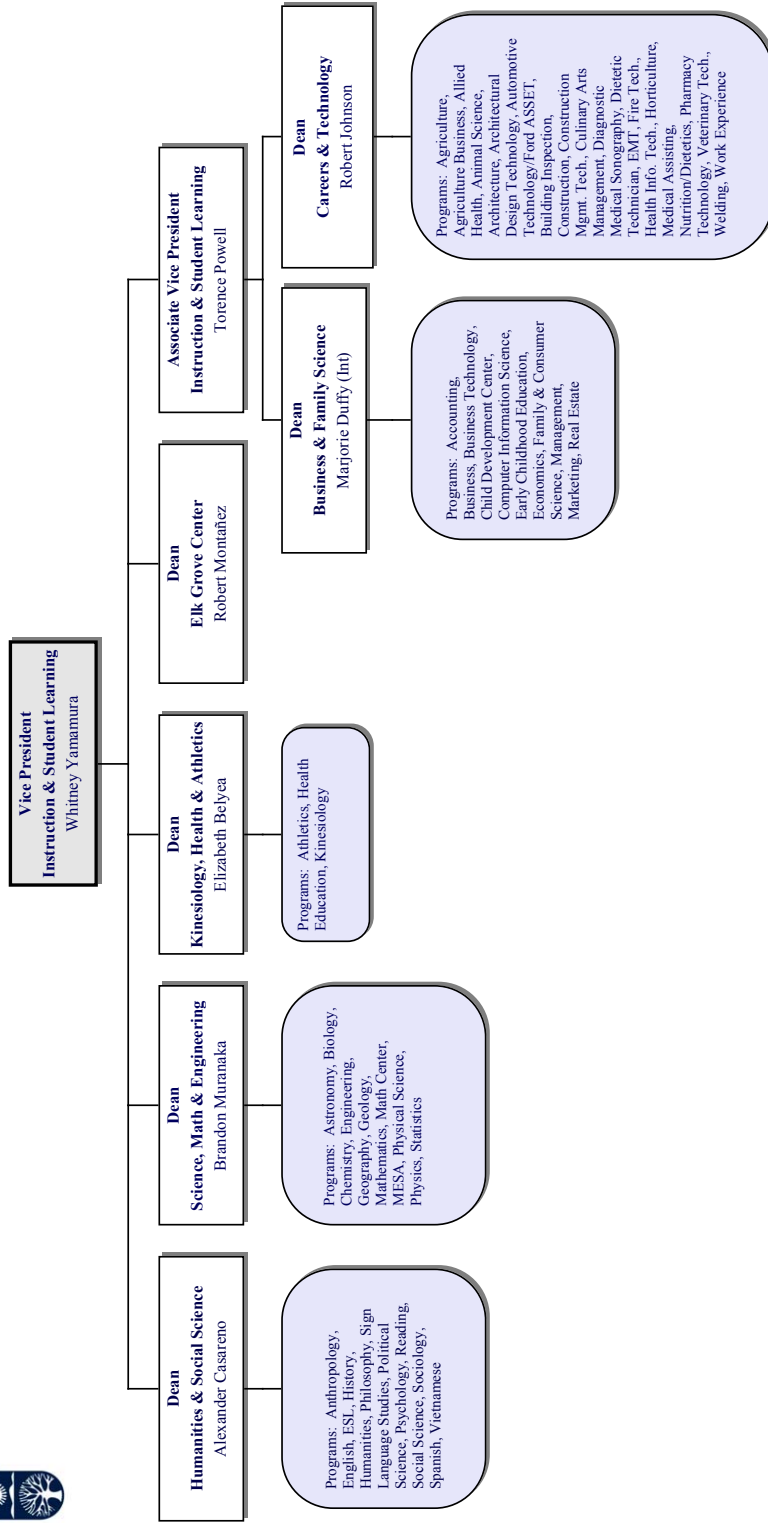 Vice President
Instruction & Student Learning
Whitney Yamamura
Dean
Humanities & Social Science
Alexander Casareno
Programs: Anthropology,
English, ESL, History,
Humanities, Philosophy, Sign
Language Studies, Political
Science, Psychology, Reading,
Social Science, Sociology,
Spanish, Vietnamese
Dean
Science, Math & Engineering
Brandon Muranaka
Programs: Astronomy, Biology,
Chemistry, Engineering,
Geography, Geology,
Mathematics, Math Center,
MESA, Physical Science,
Physics, Statistics
Dean
Kinesiology, Health & Athletics
Elizabeth Belyea
Programs: Athletics, Health
Education, Kinesiology
Dean
Elk Grove Center
Robert Montañez
Associate Vice President
Instruction & Student Learning
Torence Powell
Dean
Business & Family Science
Marjorie Duffy (Int)
Programs: Accounting,
Business, Business Technology,
Child Development Center,
Computer Information Science,
Early Childhood Education,
Economics, Family & Consumer
Science, Management,
Marketing, Real Estate
Dean
Careers & Technology
Robert Johnson
Programs: Agriculture,
Agriculture Business, Allied
Health, Animal Science,
Architecture, Architectural
Design Technology, Automotive
Technology/Ford ASSET,
Building Inspection,
Construction, Construction
Mgmt. Tech., Culinary Arts
Management, Diagnostic
Medical Sonography, Dietetic
Technician, EMT, Fire Tech.,
Health Info. Tech., Horticulture,
Medical Assisting,
Nutrition/Dietetics, Pharmacy
Technology, Veterinary Tech.,
Welding, Work Experience